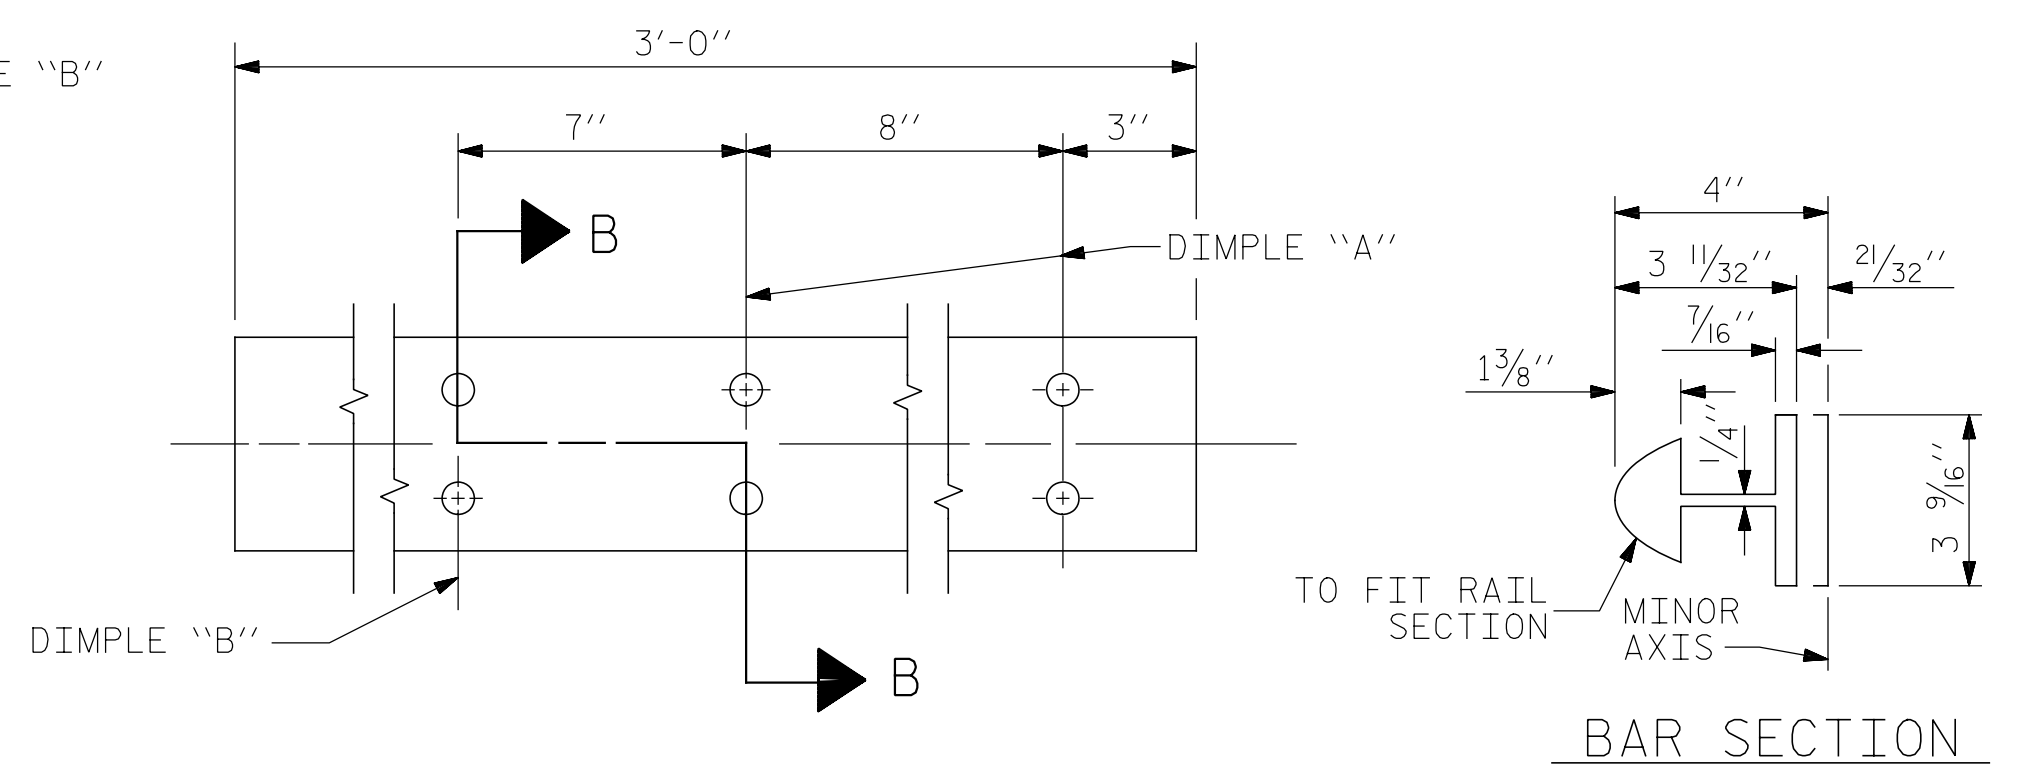 3'-0"
E "B"
7"
8"
3"
B
DIMPLE "A"
4"
3 11/32"
21/32"
7/16"
1 3/8"
1/4"
3 9/16"
TO FIT RAIL
SECTION
MINOR
AXIS
DIMPLE "B"
B
BAR SECTION